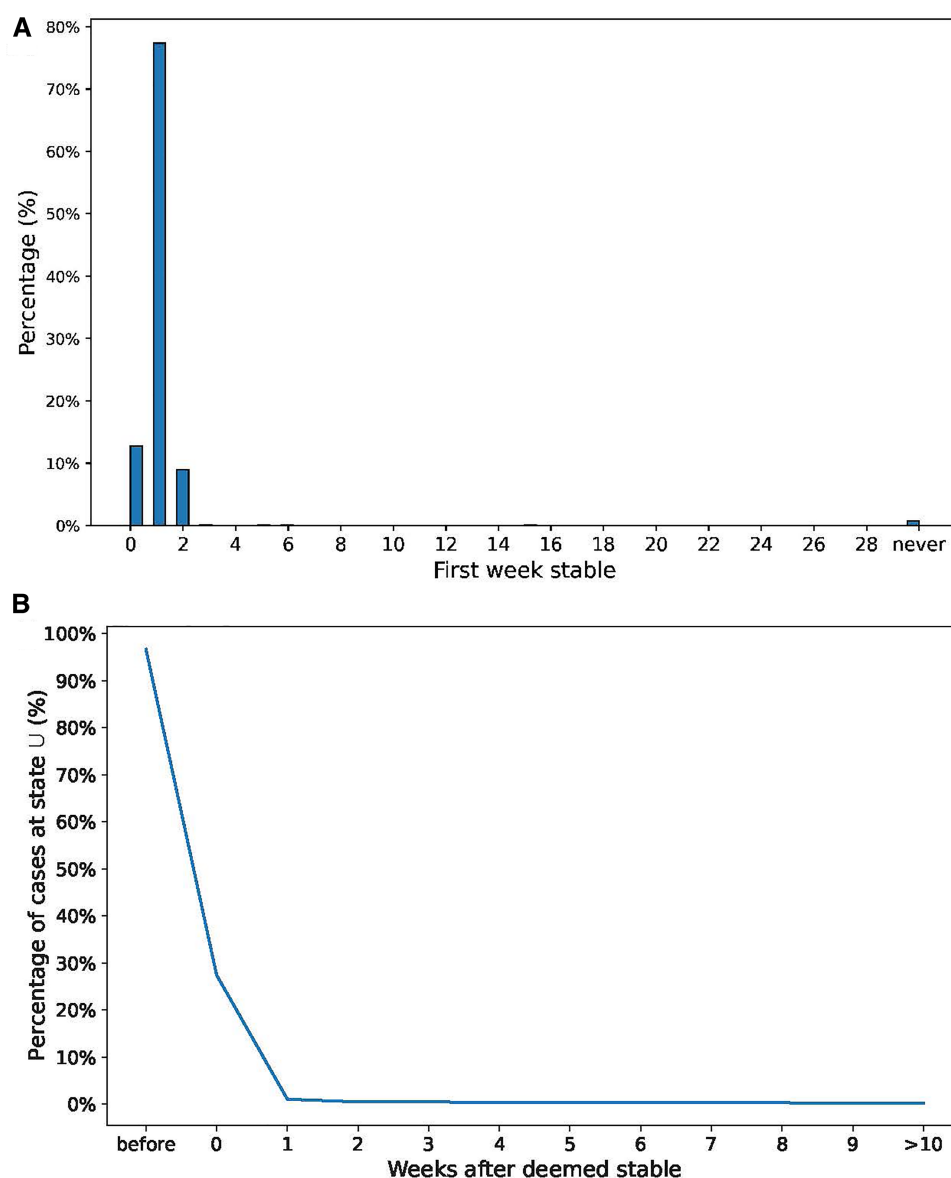 A
80%
70%
60%
50%
40%
30%
20%
10%
0%
Percentage (%)
0 2 4 6 8 10 12 14 16 18 20 22 24 26 28 never
First week stable
B
100%
90%
80%
70%
60%
50%
40%
30%
20%
10%
0%
Percentage of cases at state U (%)
before 0 1 2 3 4 5 6 7 8 9 >10
Weeks after deemed stable